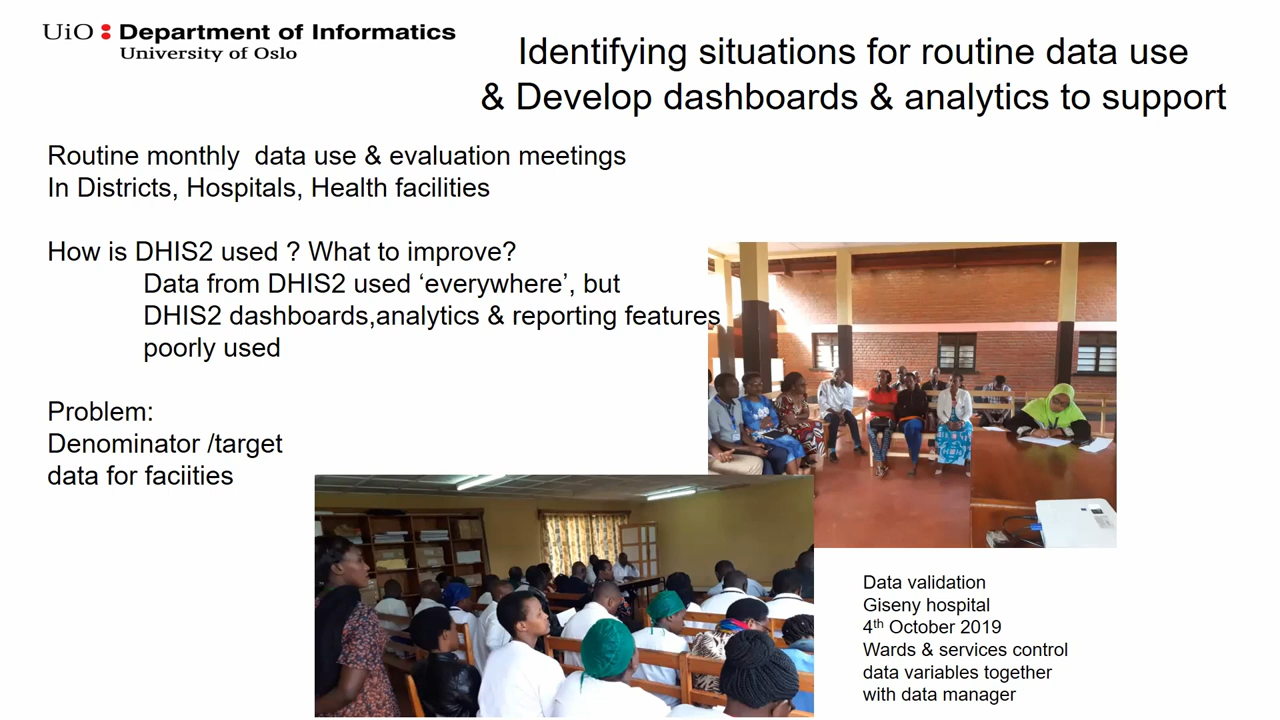 UiO : Department of Informatics
University of Oslo
Identifying situations for routine data use
& Develop dashboards & analytics to support
Routine monthly data use & evaluation meetings
In Districts, Hospitals, Health facilities
How is DHIS2 used ? What to improve?
Data from DHIS2 used ‘everywhere’, but
DHIS2 dashboards,analytics & reporting features
poorly used
Problem:
Denominator /target
data for faciities
Data validation
Giseny hospital
4th October 2019
Wards & services control
data variables together
with data manager